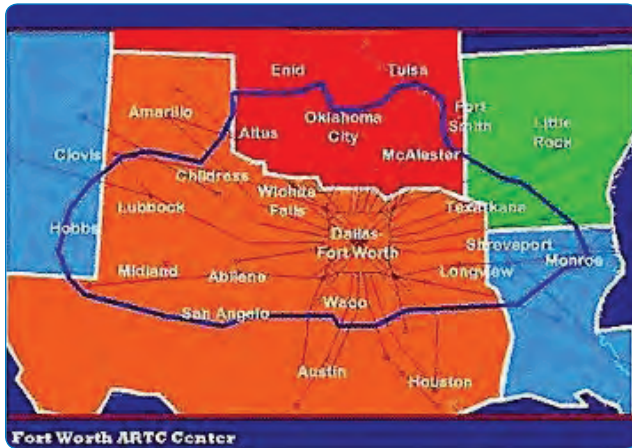 Enid
Tulsa
Amarillo
Oklahoma
City
Fort
Smith
Little
Rock
Altus
Clovis
McAlester
Childress
Wichita
Falls
Lubbock
Texarkana
Hobbs
Dallas-
Fort Worth
Shreveport
Monroe
Midland
Abilene
Longview
San Angelo
Waco
Austin
Houston
Fort Worth ARTC Center